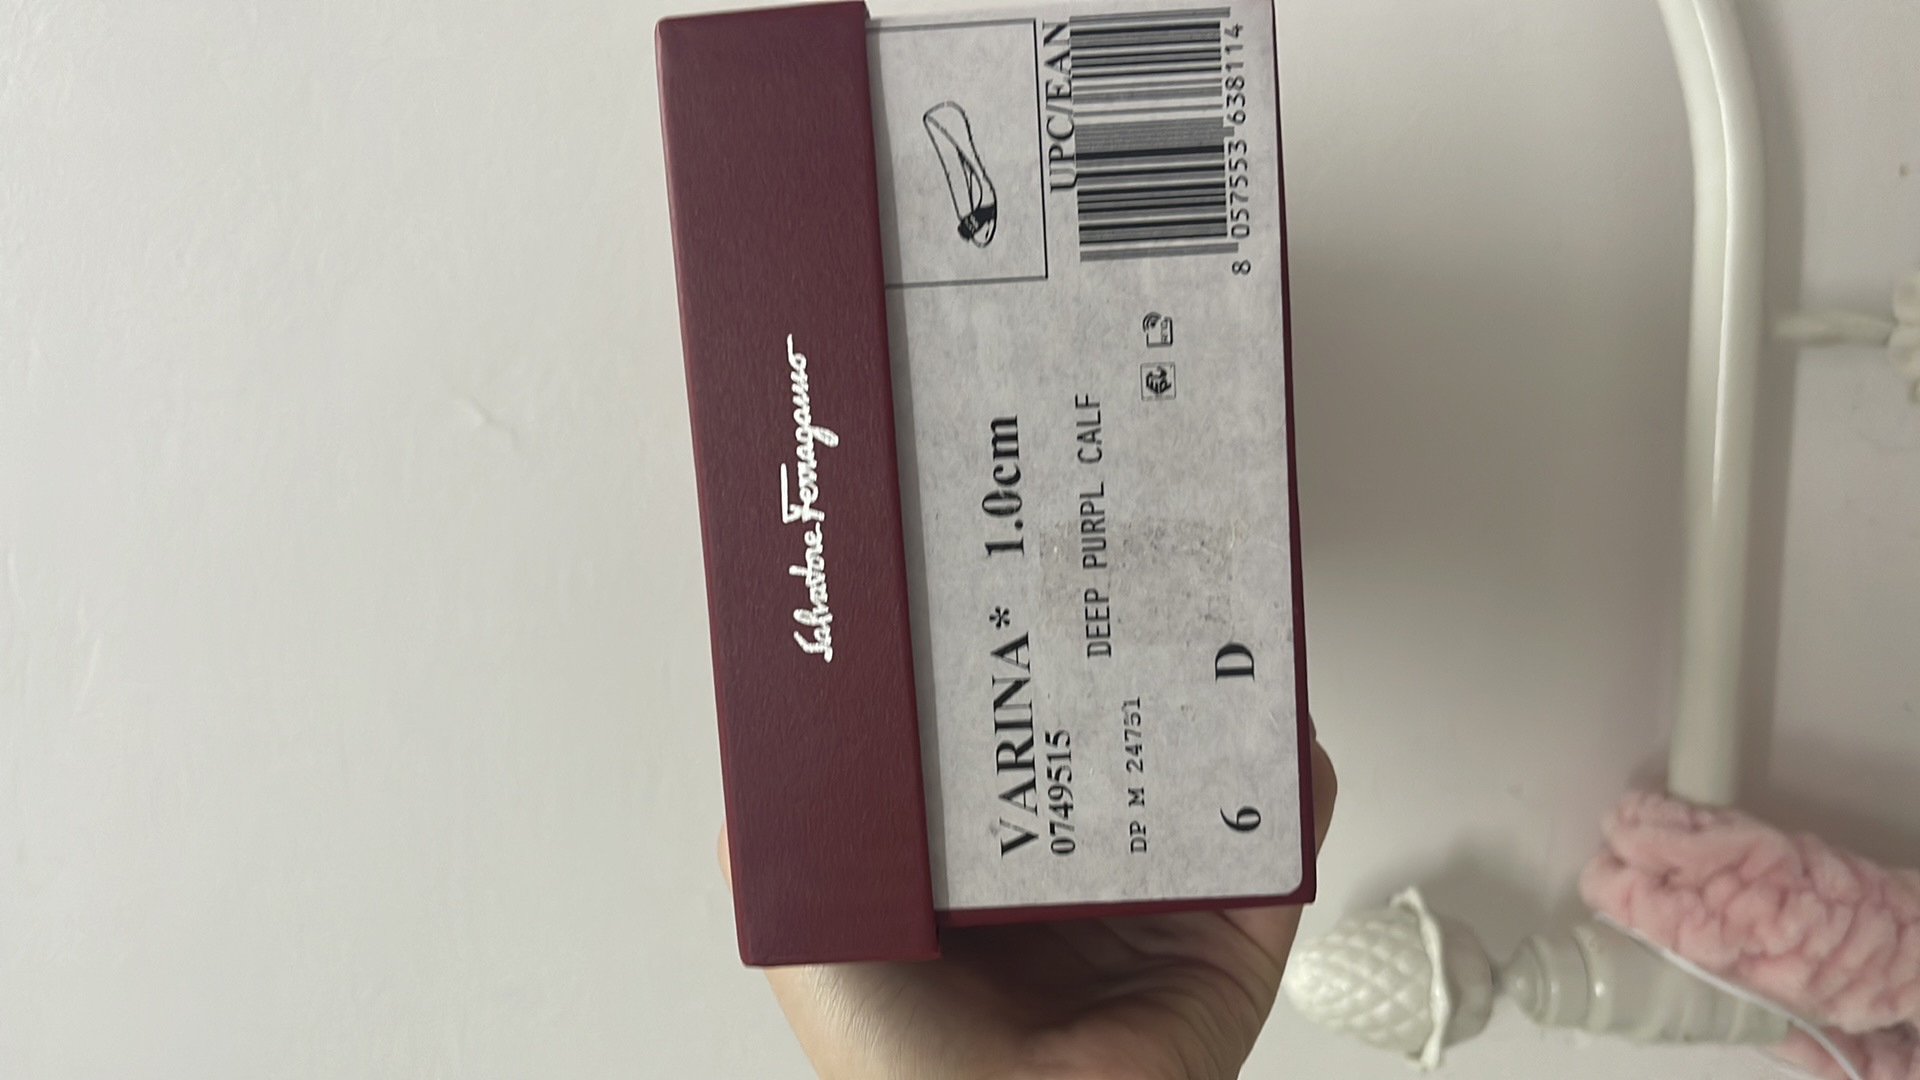 Salvatore Ferragamo
VARINA* 1.0cm
0749515
UPC/EAN
DEEP PURPL CALF
DP M 24751
6 D
8 057553 638114